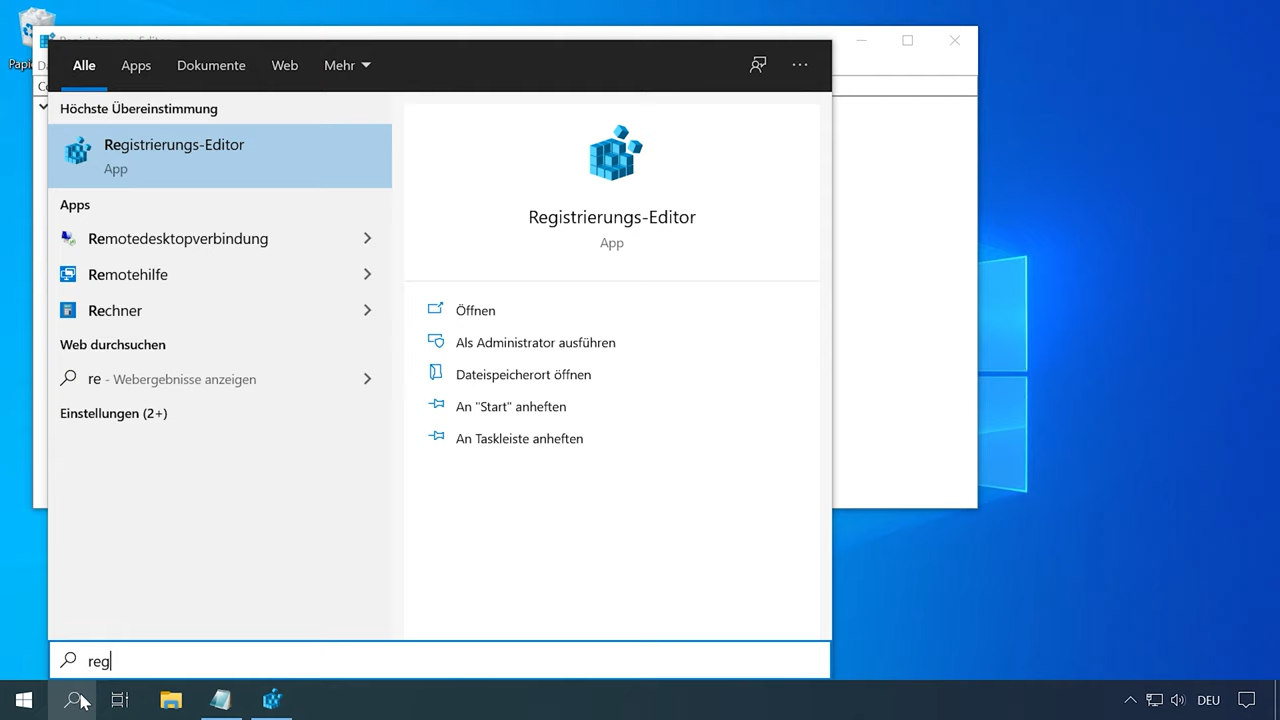 Alle Apps Dokumente Web Mehr
Höchste Übereinstimmung
Registrierungs-Editor
App
Apps
Remotedesktopverbindung
Remotehilfe
Rechner
Web durchsuchen
re - Webergebnisse anzeigen
Einstellungen (2+)
Registrierungs-Editor
App
Öffnen
Als Administrator ausführen
Dateispeicherort öffnen
An "Start" anheften
An Taskleiste anheften
reg
DEU